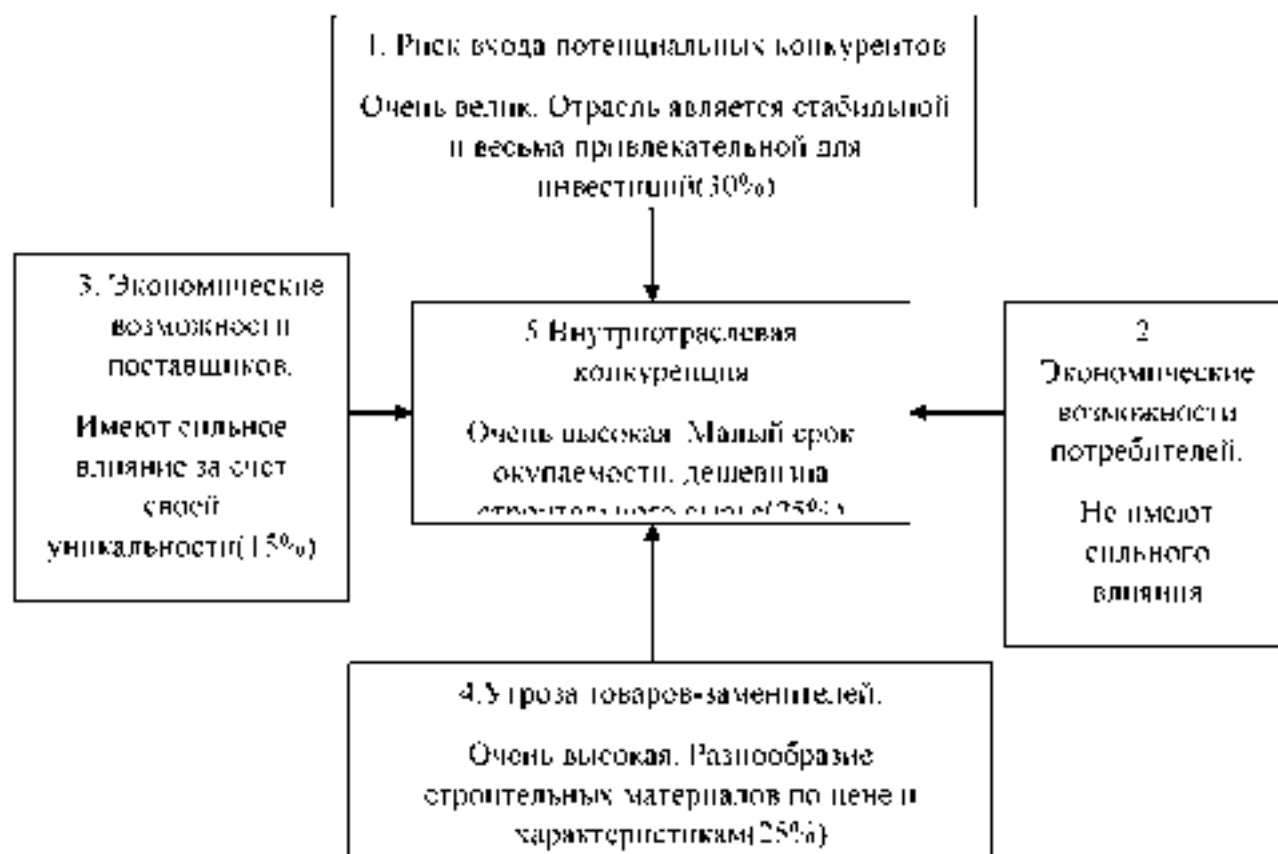 1. Риск входа потенциальных конкурентов
Очень велик. Отрасль является стабильной
и весьма привлекательной для
инвестиций(30%)
3. Экономические
возможности
поставщиков.
Имеют сильное
влияние за счет
своей
уникальности(15%)
5 Внутриотраслевая
конкуренция
Очень высокая. Малый срок
окупаемости, дешевизна
строительного сырья(25%)
2
Экономические
возможности
потребителей.
Не имеют
сильного
влияния
4.Угроза товаров-заменителей.
Очень высокая. Разнообразие
строительных материалов по цене и
характеристикам(25%)